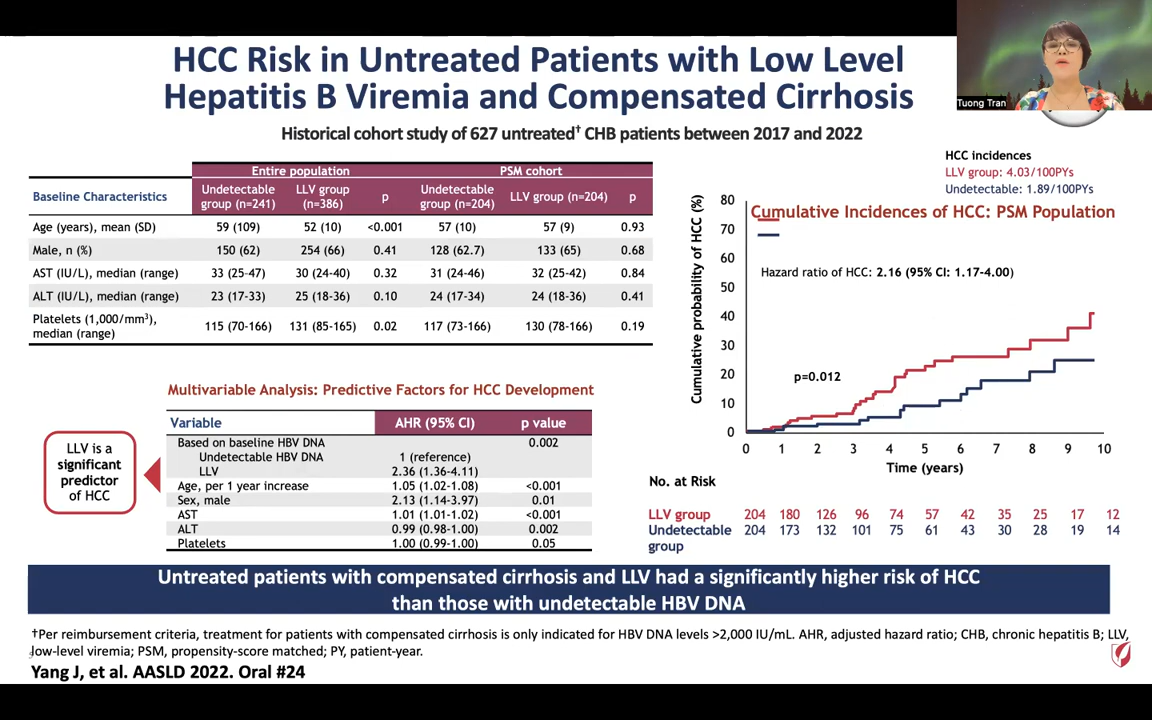 HCC Risk in Untreated Patients with Low Level
Hepatitis B Viremia and Compensated Cirrhosis
Tuong Tran
Historical cohort study of 627 untreated† CHB patients between 2017 and 2022
Entire population PSM cohort
Baseline Characteristics Undetectable group (n=241) LLV group (n=386) p Undetectable group (n=204) LLV group (n=204) p
Age (years), mean (SD) 59 (109) 52 (10) <0.001 57 (10) 57 (9) 0.93
Male, n (%) 150 (62) 254 (66) 0.41 128 (62.7) 133 (65) 0.68
AST (IU/L), median (range) 33 (25-47) 30 (24-40) 0.32 31 (24-46) 32 (25-42) 0.84
ALT (IU/L), median (range) 23 (17-33) 25 (18-36) 0.10 24 (17-34) 24 (18-36) 0.41
Platelets (1,000/mm³), median (range) 115 (70-166) 131 (85-165) 0.02 117 (73-166) 130 (78-166) 0.19
Multivariable Analysis: Predictive Factors for HCC Development
LLV is a
significant
predictor
of HCC
Variable AHR (95% CI) p value
Based on baseline HBV DNA 0.002
Undetectable HBV DNA 1 (reference)
LLV 2.36 (1.36-4.11)
Age, per 1 year increase 1.05 (1.02-1.08) <0.001
Sex, male 2.13 (1.14-3.97) 0.01
AST 1.01 (1.01-1.02) <0.001
ALT 0.99 (0.98-1.00) 0.002
Platelets 1.00 (0.99-1.00) 0.05
HCC incidences
LLV group: 4.03/100PYs
Undetectable: 1.89/100PYs
Cumulative Incidences of HCC: PSM Population
Hazard ratio of HCC: 2.16 (95% CI: 1.17-4.00)
p=0.012
Cumulative probability of HCC (%)
80
70
60
50
40
30
20
10
0
0 1 2 3 4 5 6 7 8 9 10
Time (years)
No. at Risk
LLV group 204 180 126 96 74 57 42 35 25 17 12
Undetectable 204 173 132 101 75 61 43 30 28 19 14
group
Untreated patients with compensated cirrhosis and LLV had a significantly higher risk of HCC
than those with undetectable HBV DNA
†Per reimbursement criteria, treatment for patients with compensated cirrhosis is only indicated for HBV DNA levels >2,000 IU/mL. AHR, adjusted hazard ratio; CHB, chronic hepatitis B; LLV,
low-level viremia; PSM, propensity-score matched; PY, patient-year.
Yang J, et al. AASLD 2022. Oral #24